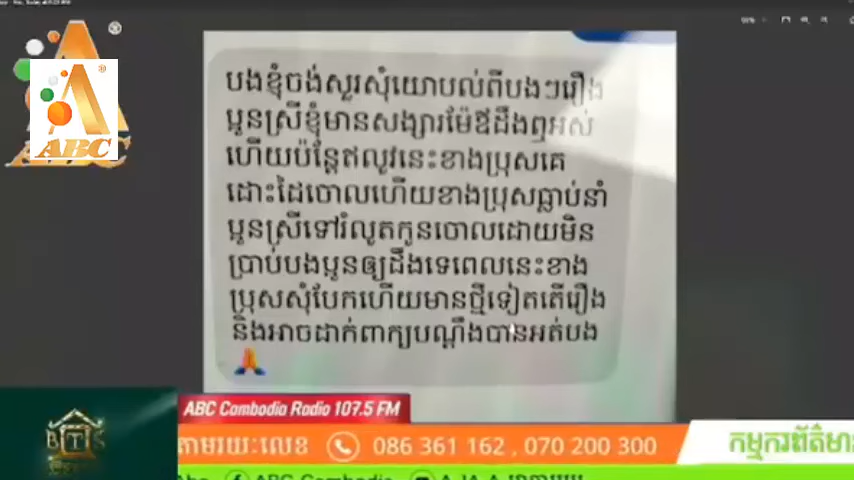 ABC
ABC
បងខ្ញុំចង់សួរសុំយោបល់ពីបងៗរឿង
ប្អូនស្រីខ្ញុំមានសង្សារម៉ែឪដឹងឮអស់
ហើយប៉ន្តែឥលូវនេះខាងប្រុសគេ
ដោះដៃចោលហើយខាងប្រុសធ្លាប់នាំ
ប្អូនស្រីទៅរំលូតកូនចោលដោយមិន
ប្រាប់បងប្អូនឲ្យដឹងទេពេលនេះខាង
ប្រុសសុំបែកហើយមានថ្មីទៀតតើរឿង
និងអាចដាក់ពាក្យបណ្ដឹងបានអត់បង
🙏
BTS
ABC Cambodia Radio 107.5 FM
តាមរយៈលេខ 086 361 162 , 070 200 300